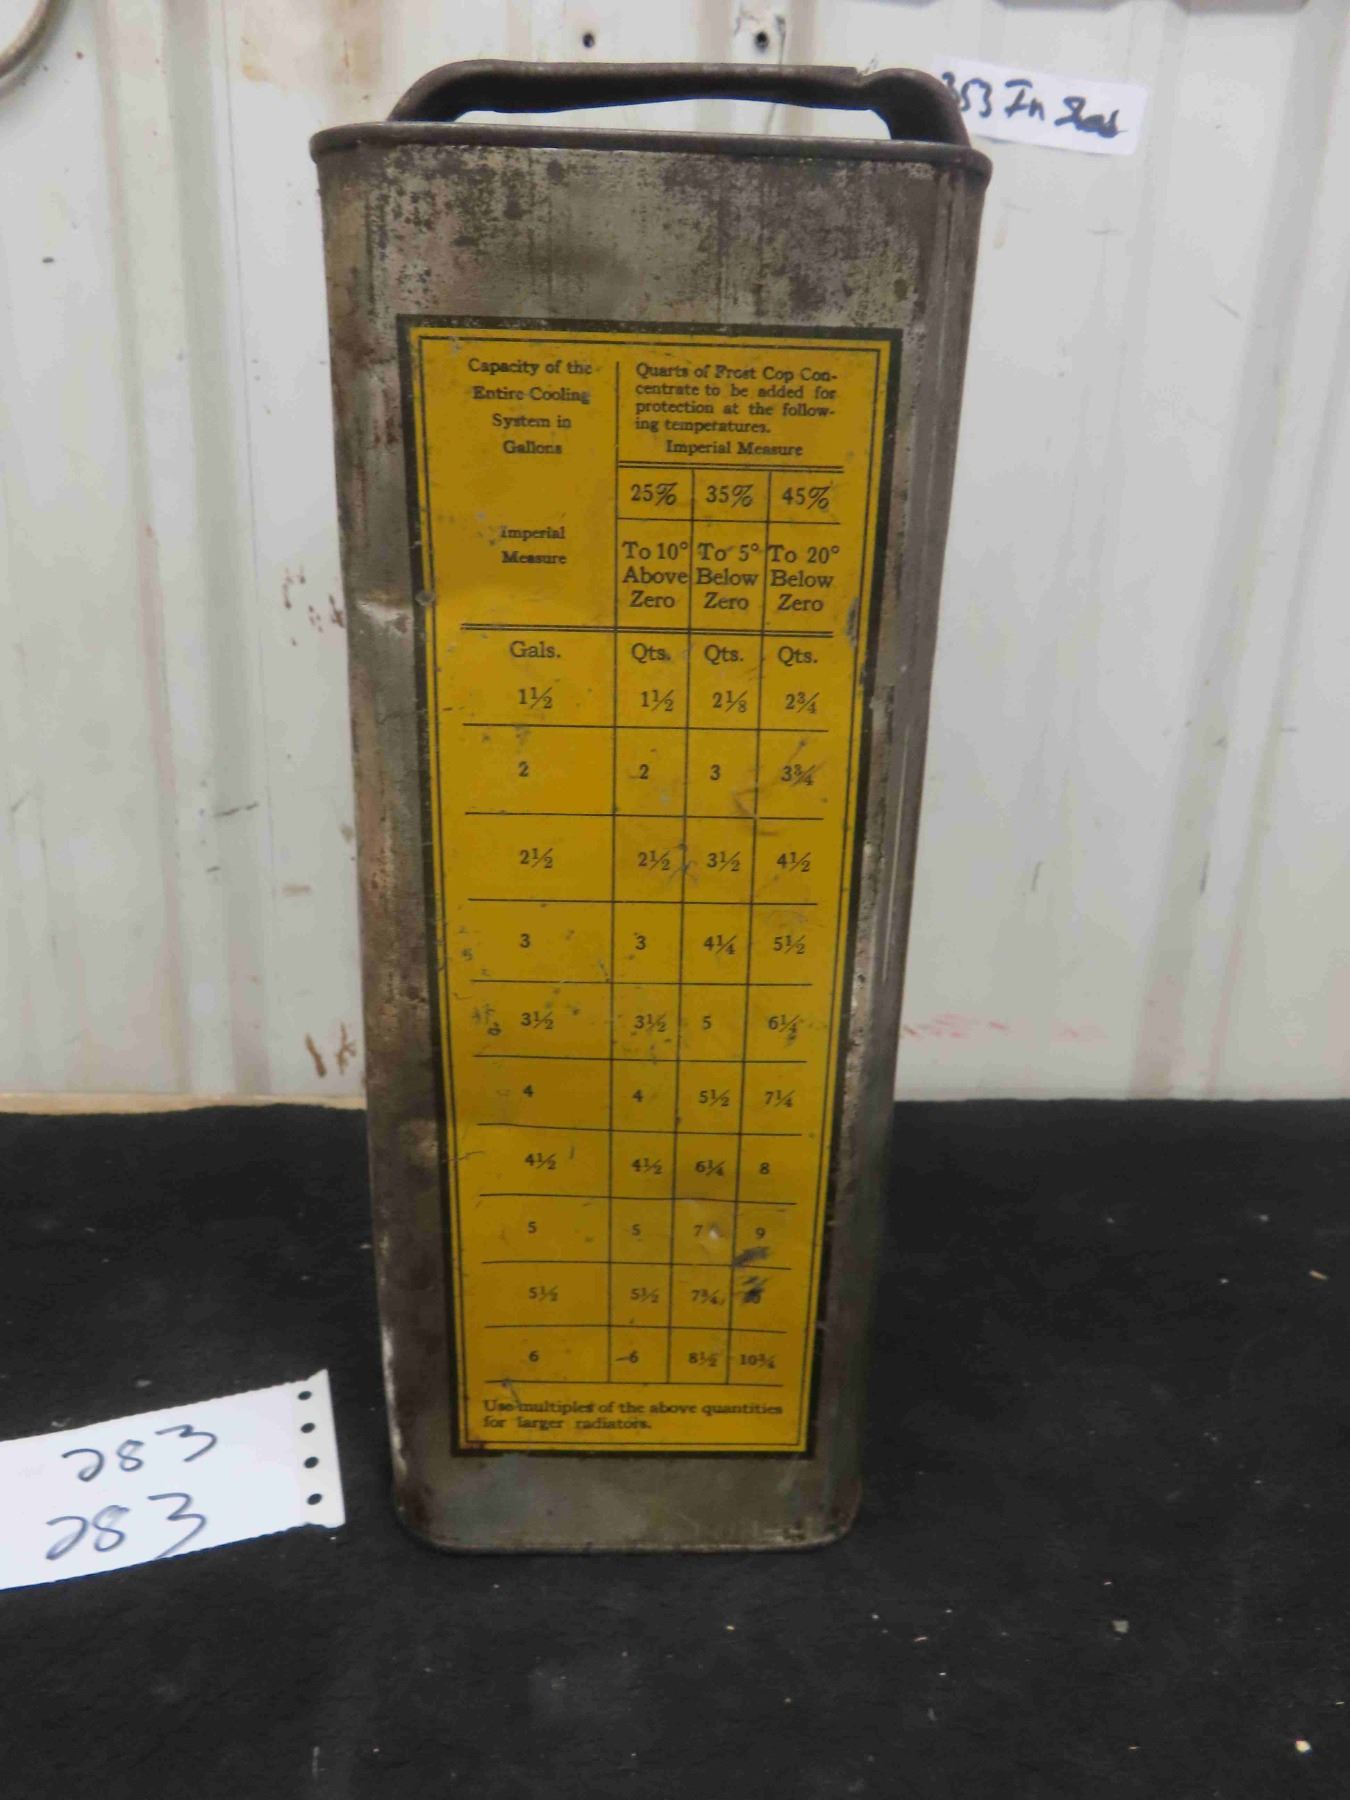 353 In Shed
Capacity of the
Entire Cooling
System in
Gallons
Imperial
Measure
Quarts of Frost Cop Con-
centrate to be added for
protection at the follow-
ing temperatures.
Imperial Measure
25% 35% 45%
To 10° To 5° To 20°
Above Below Below
Zero Zero Zero
Gals. Qts. Qts. Qts.
1½ 1½ 2⅛ 2¾
2 2 3 3¾
2½ 2½ 3½ 4½
3 3 4¼ 5½
3½ 3½ 5 6¼
4 4 5½ 7¼
4½ 4½ 6¼ 8
5 5 7 9
5½ 5½ 7¾
6 6 8½ 10¾
Use multiples of the above quantities
for larger radiators.
283
283